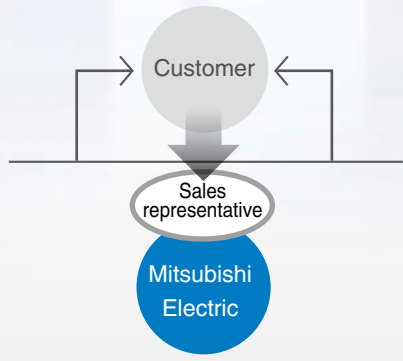 Customer
Sales
representative
Mitsubishi
Electric